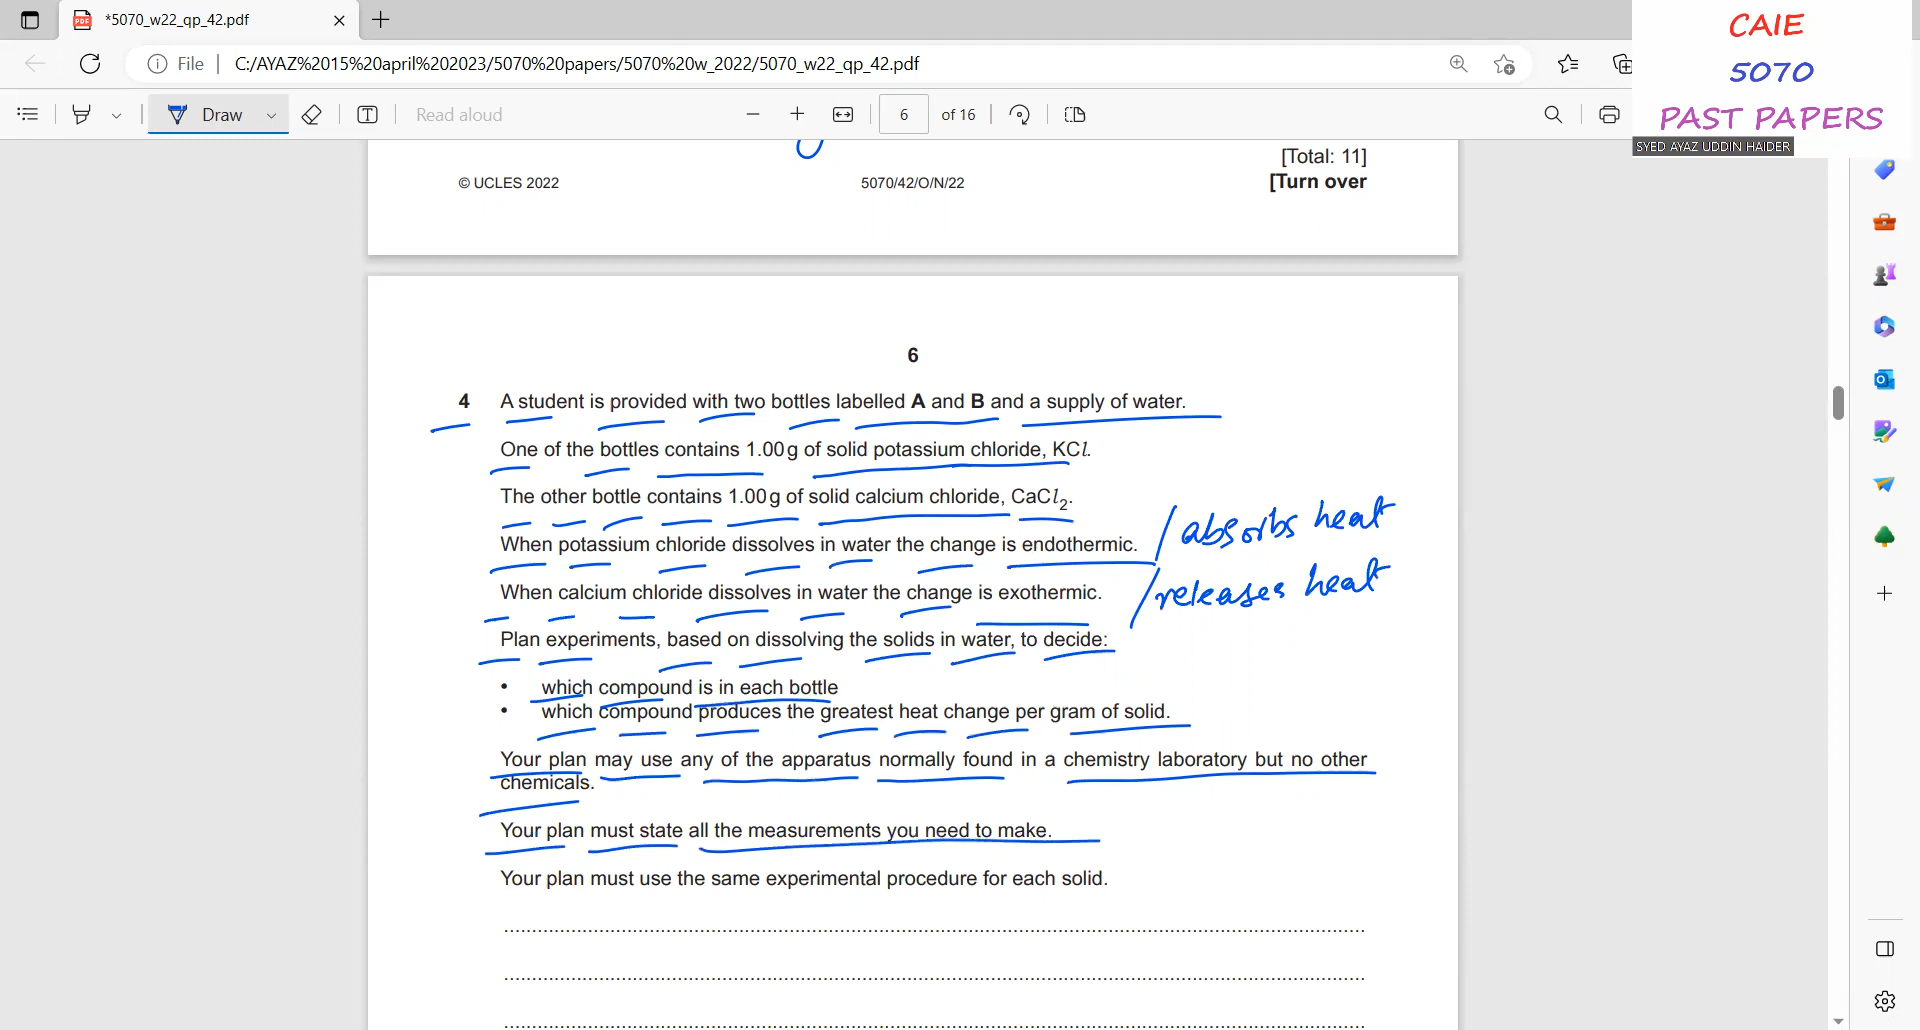 *5070_w22_qp_42.pdf
CAIE
5070
PAST PAPERS
SYED AYAZ UDDIN HAIDER
File
C:/AYAZ%2015%20april%202023/5070%20papers/5070%20w_2022/5070_w22_qp_42.pdf
Draw
Read aloud
6 of 16
[Total: 11]
© UCLES 2022
5070/42/O/N/22
[Turn over
6
4 A student is provided with two bottles labelled A and B and a supply of water.
One of the bottles contains 1.00 g of solid potassium chloride, KCl.
The other bottle contains 1.00 g of solid calcium chloride, CaCl₂.
When potassium chloride dissolves in water the change is endothermic. / absorbs heat
When calcium chloride dissolves in water the change is exothermic. / releases heat
Plan experiments, based on dissolving the solids in water, to decide:
• which compound is in each bottle
• which compound produces the greatest heat change per gram of solid.
Your plan may use any of the apparatus normally found in a chemistry laboratory but no other
chemicals.
Your plan must state all the measurements you need to make.
Your plan must use the same experimental procedure for each solid.